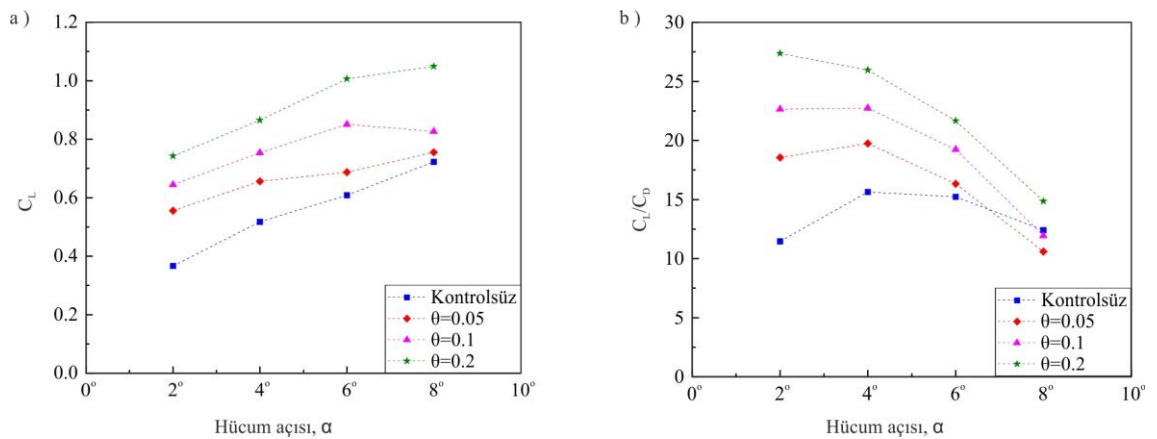 a )
1.2
1.0
0.8
0.6
0.4
0.2
0.0
C_L
0°
2°
4°
6°
8°
10°
Hücum açısı, α
Kontrolsüz
θ=0.05
θ=0.1
θ=0.2
b )
30
25
20
15
10
5
0
C_L/C_D
0°
2°
4°
6°
8°
10°
Hücum açısı, α
Kontrolsüz
θ=0.05
θ=0.1
θ=0.2